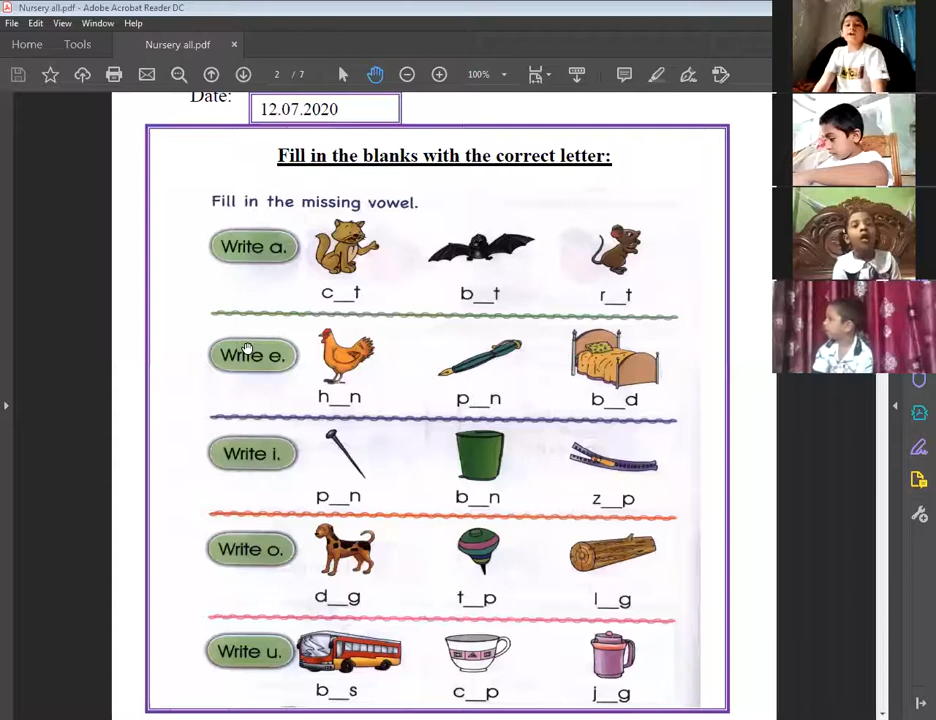 Nursery all.pdf - Adobe Acrobat Reader DC
File Edit View Window Help
Home Tools Nursery all.pdf ×
2 / 7 100%
Date: 12.07.2020
Fill in the blanks with the correct letter:
Fill in the missing vowel.
Write a.
c__t b__t r__t
Write e.
h__n p__n b__d
Write i.
p__n b__n z__p
Write o.
d__g t__p l__g
Write u.
b__s c__p j__g